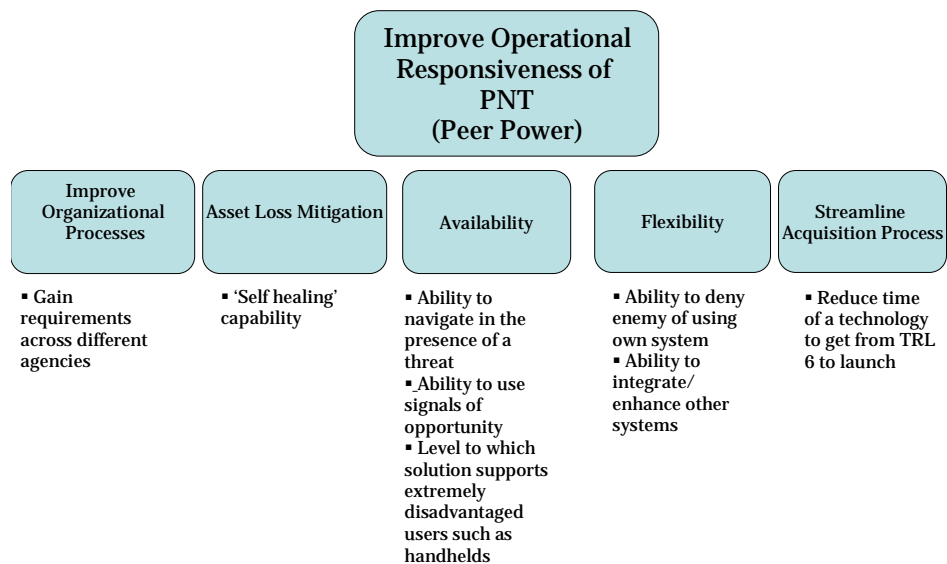 Improve Operational
Responsiveness of
PNT
(Peer Power)
Improve
Organizational
Processes
Asset Loss Mitigation
Availability
Flexibility
Streamline
Acquisition Process
▪ Gain
requirements
across different
agencies
▪ ‘Self healing’
capability
▪ Ability to
navigate in the
presence of a
threat
▪ Ability to use
signals of
opportunity
▪ Level to which
solution supports
extremely
disadvantaged
users such as
handhelds
▪ Ability to deny
enemy of using
own system
▪ Ability to
integrate/
enhance other
systems
▪ Reduce time
of a technology
to get from TRL
6 to launch